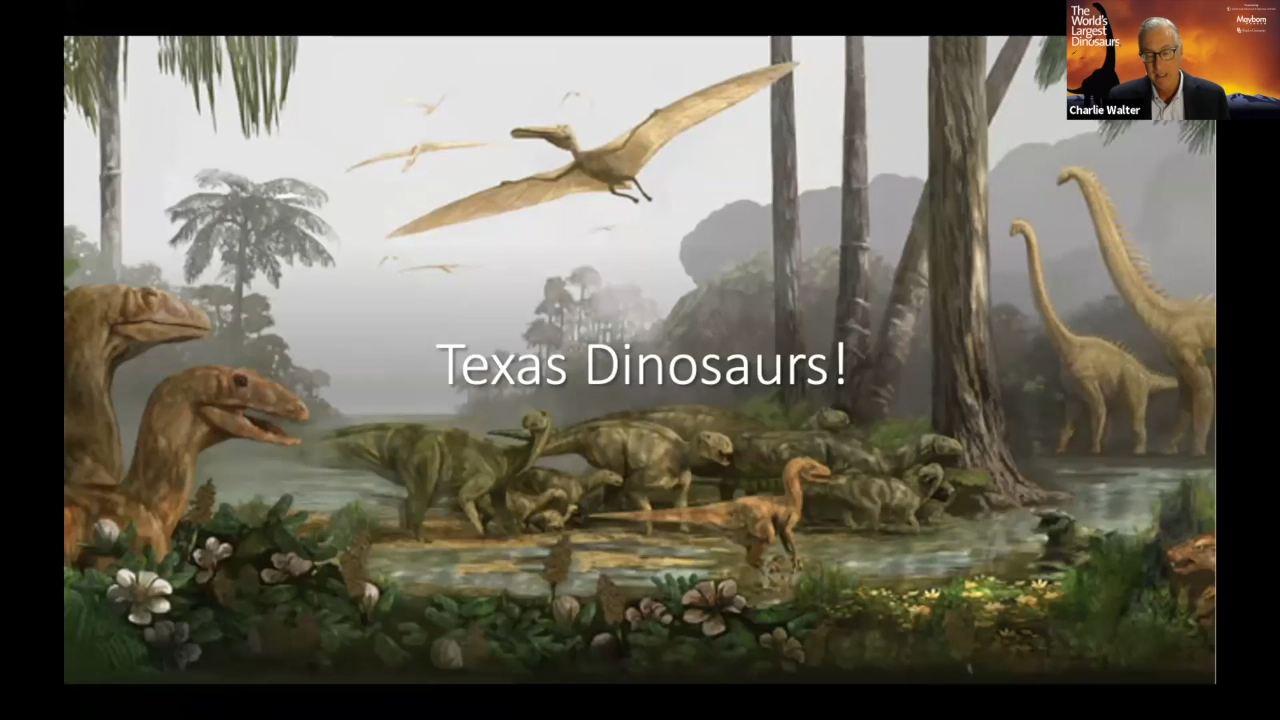 Texas Dinosaurs!
The
World's
Largest
Dinosaurs
Mayborn
Charlie Walter